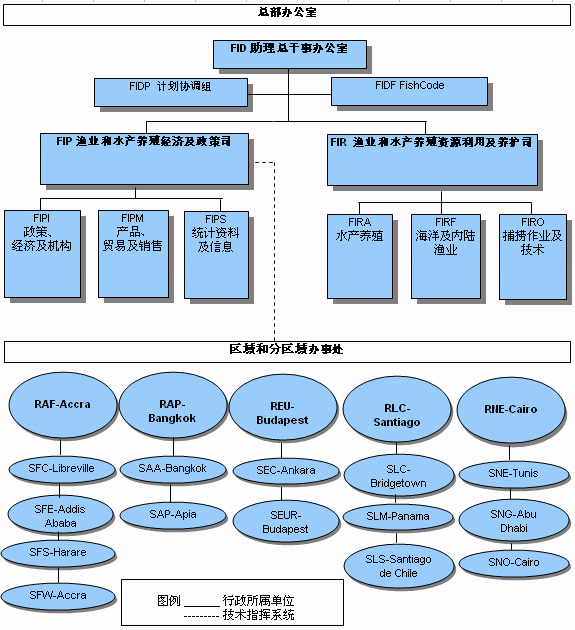 总部办公室
FID 助理总干事办公室
FIDP 计划协调组
FIDF FishCode
FIP 渔业和水产养殖经济及政策司
FIR 渔业和水产养殖资源利用及养护司
FIPI
政策、
经济及机构
FIPM
产品、
贸易及销售
FIPS
统计资料
及信息
FIRA
水产养殖
FIRF
海洋及内陆
渔业
FIRO
捕捞作业及
技术
区域和分区域办事处
RAF-Accra
RAP-
Bangkok
REU-
Budapest
RLC-
Santiago
RNE-Cairo
SFC-Libreville
SAA-Bangkok
SEC-Ankara
SLC-
Bridgetown
SNE-Tunis
SFE-Addis
Ababa
SAP-Apia
SEUR-
Budapest
SLM-Panama
SNG-Abu
Dhabi
SFS-Harare
SLS-Santiago
de Chile
SNO-Cairo
SFW-Accra
图例 ______ 行政所属单位
--------- 技术指挥系统